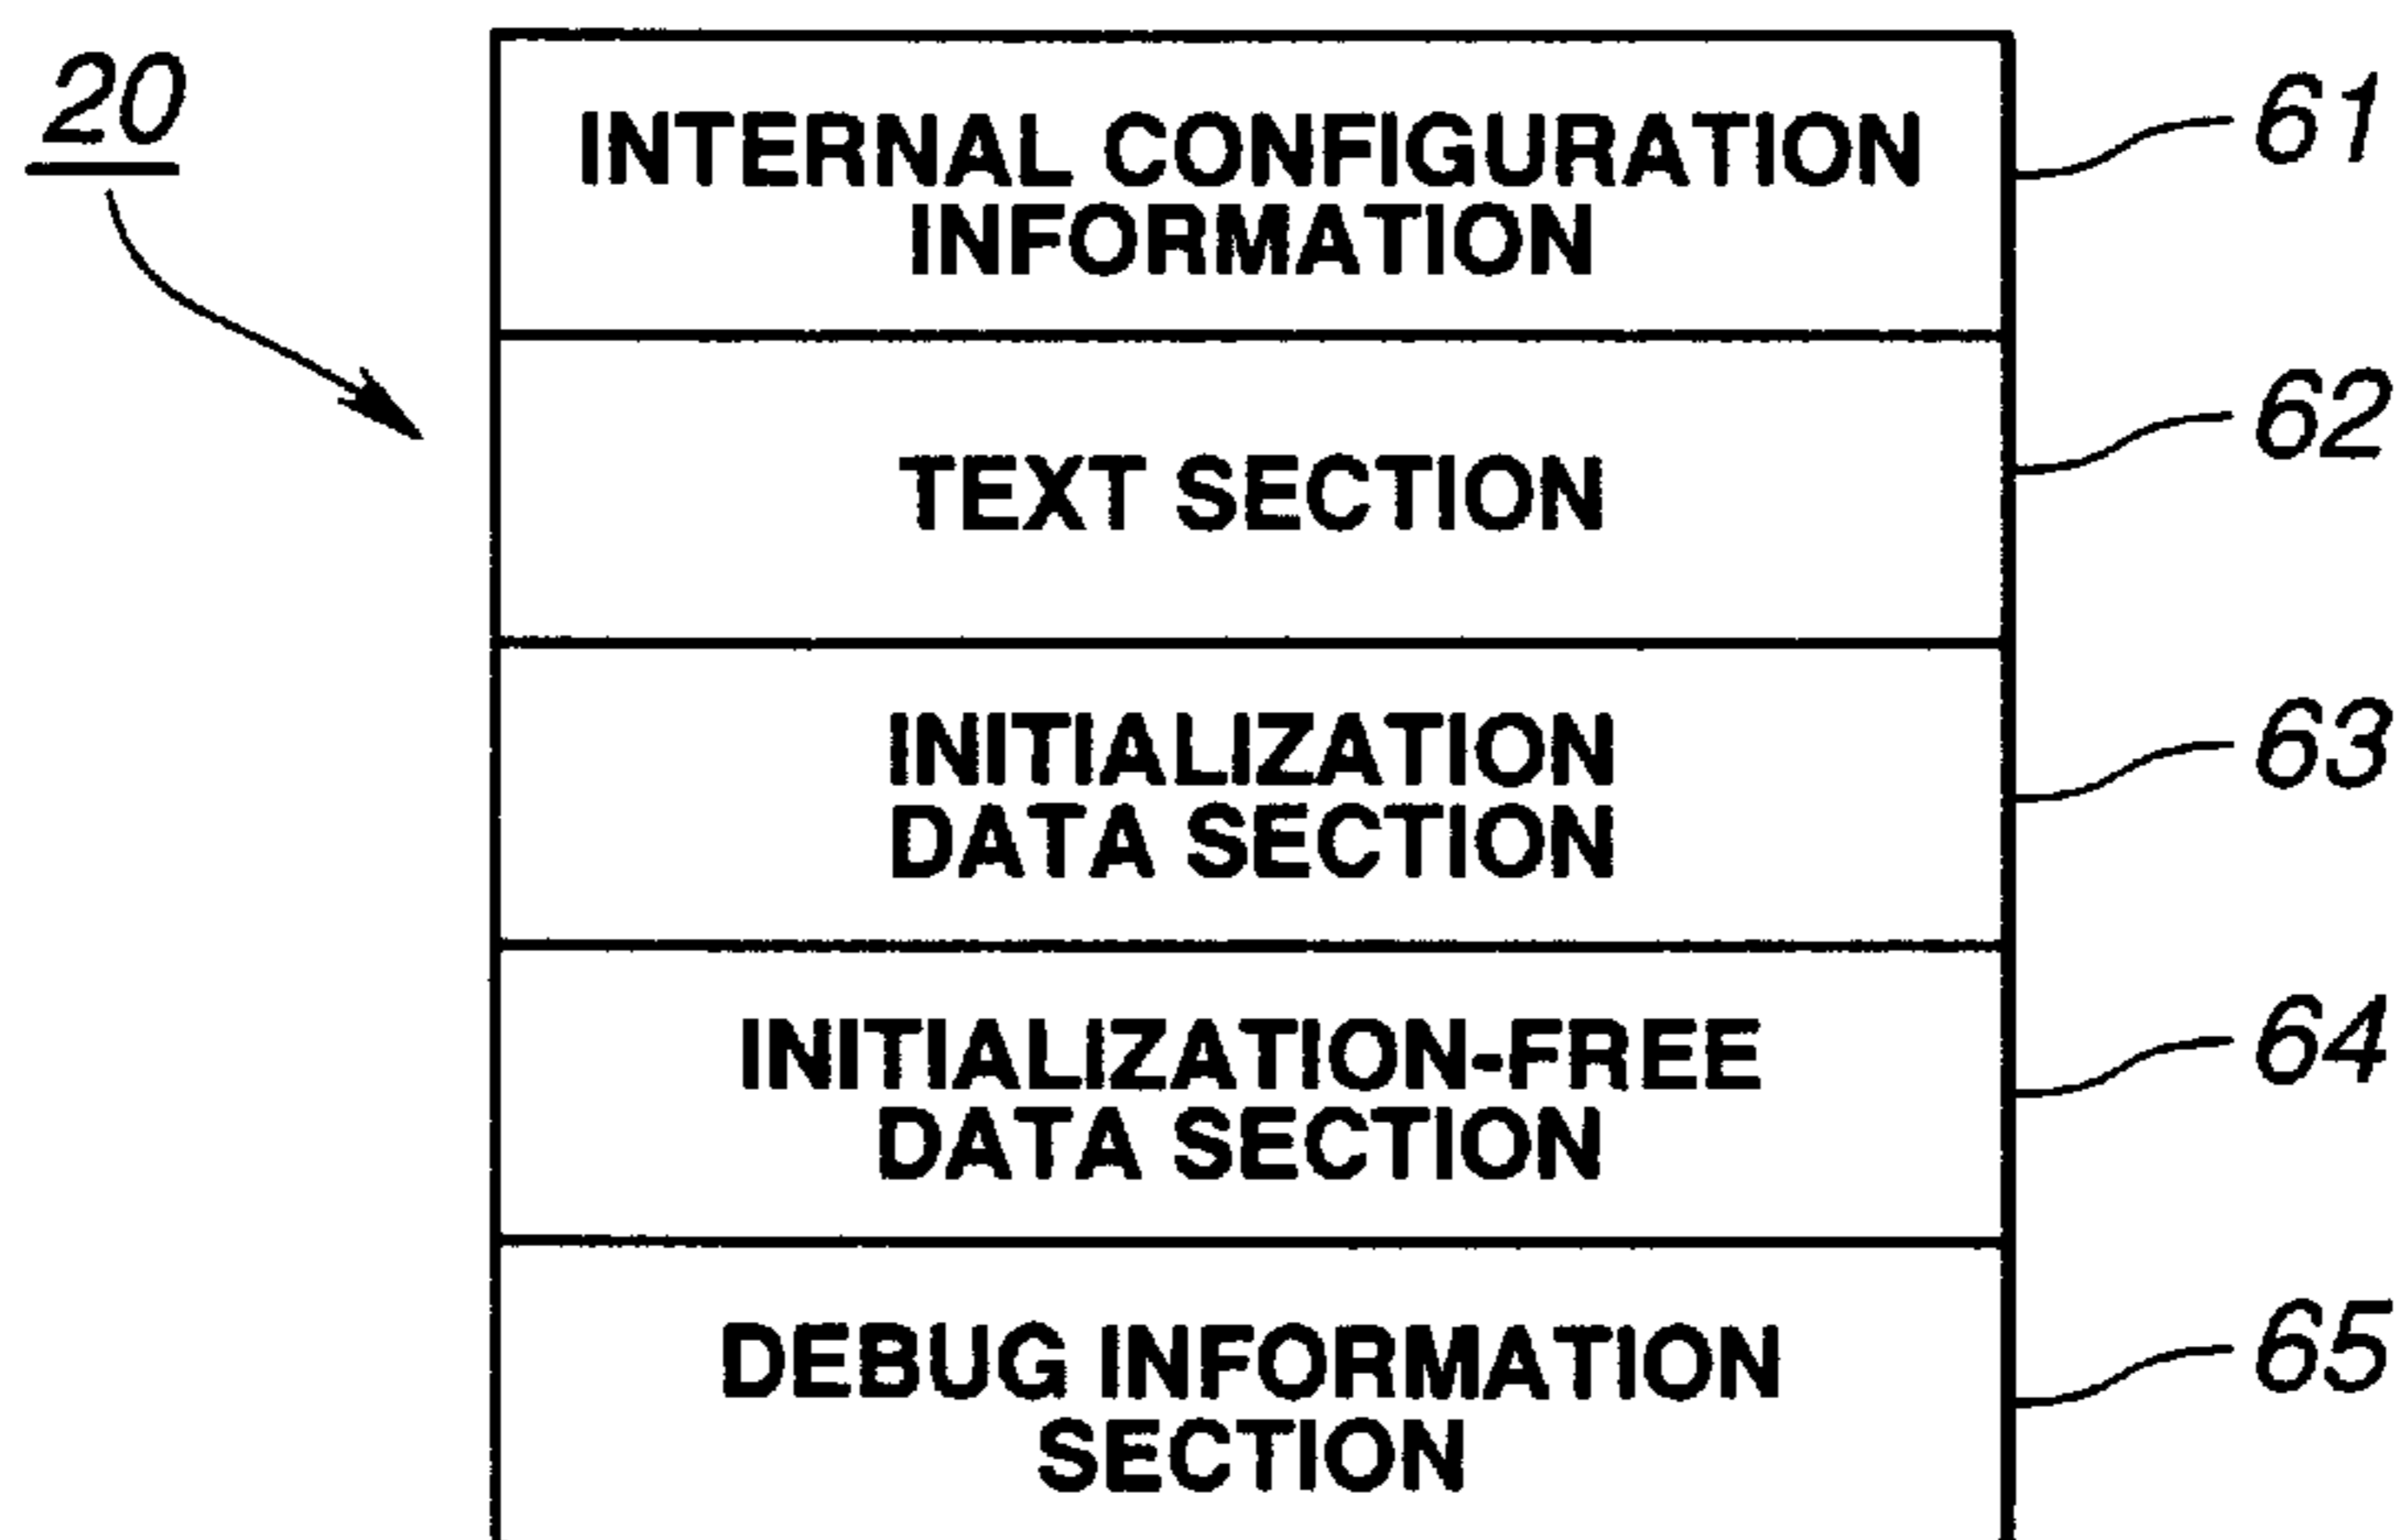 20
INTERNAL CONFIGURATION
INFORMATION
61
TEXT SECTION
62
INITIALIZATION
DATA SECTION
63
INITIALIZATION-FREE
DATA SECTION
64
DEBUG INFORMATION
SECTION
65